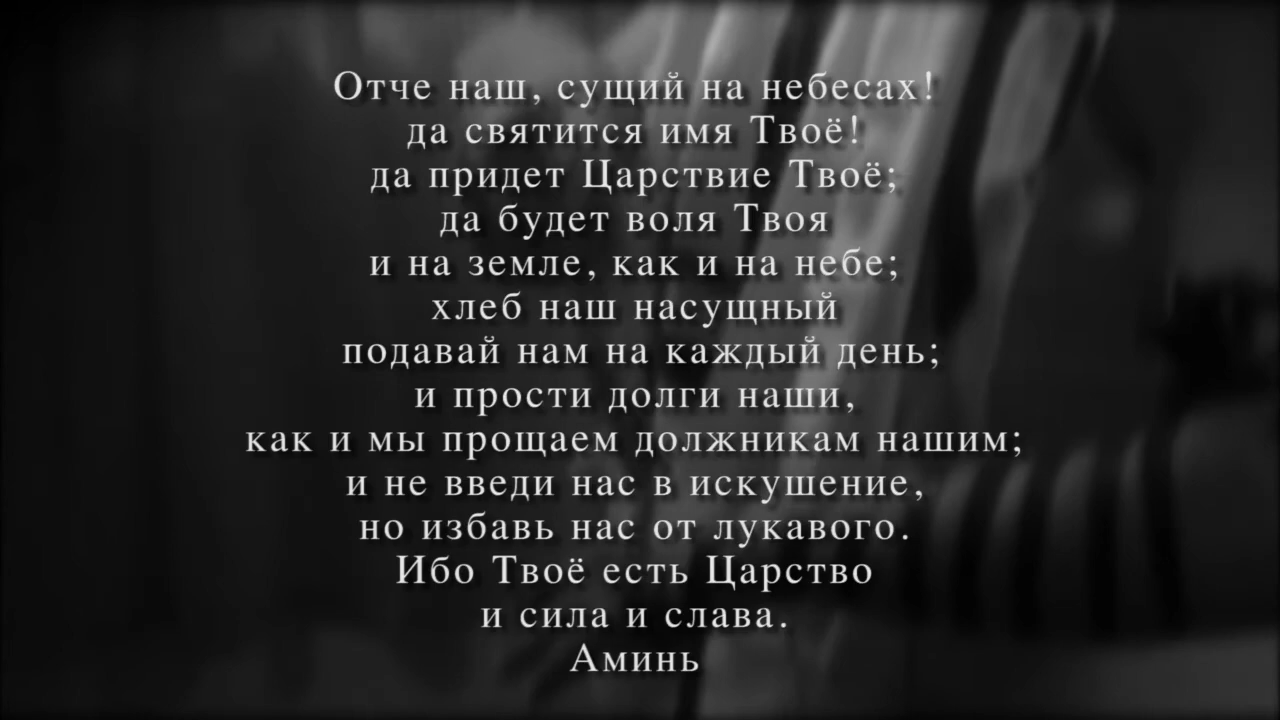 Отче наш, сущий на небесах!
да святится имя Твоё!
да придет Царствие Твоё;
да будет воля Твоя
и на земле, как и на небе;
хлеб наш насущный
подавай нам на каждый день;
и прости долги наши,
как и мы прощаем должникам нашим;
и не введи нас в искушение,
но избавь нас от лукавого.
Ибо Твоё есть Царство
и сила и слава.
Аминь